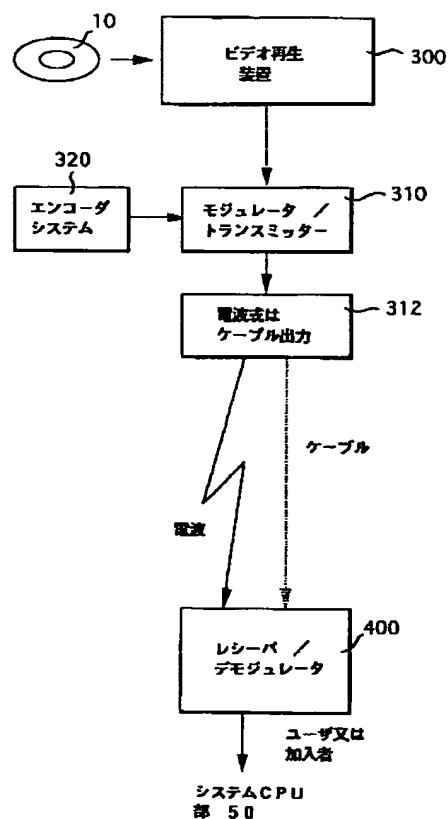 10
ビデオ再生
装置
300
320
エンコーダ
システム
モジュレータ /
トランスミッター
310
電波或は
ケーブル出力
312
ケーブル
電波
レシーバ /
デモジュレータ
400
ユーザ又は
加入者
システムCPU
部 50